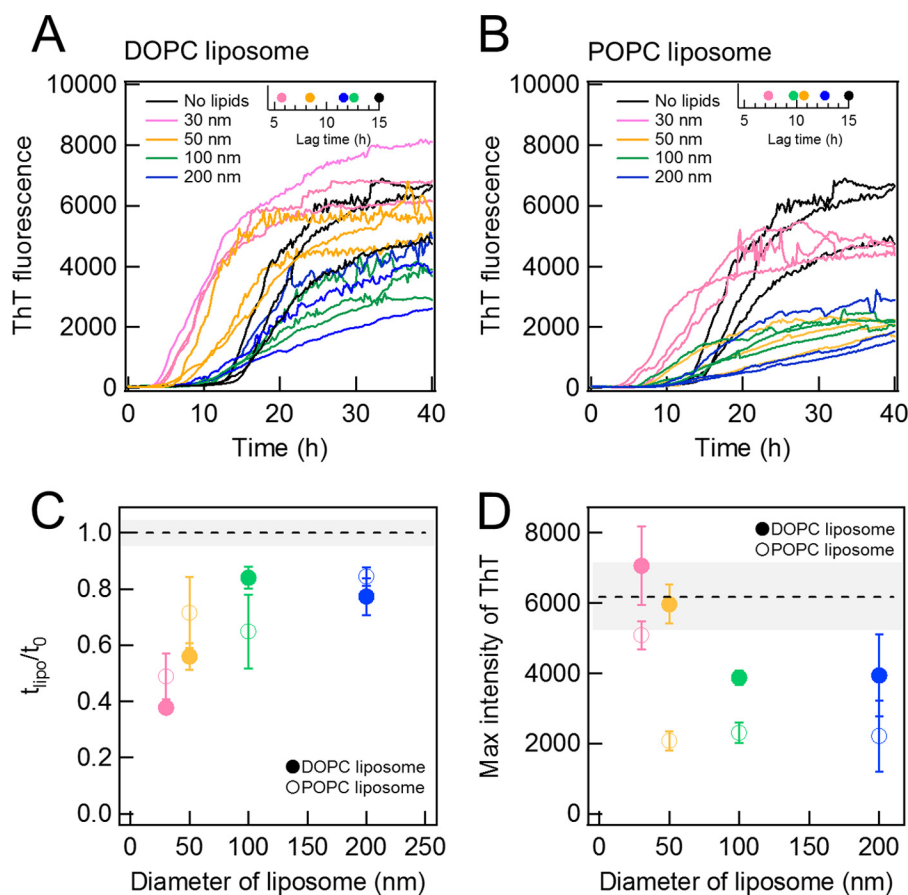 A
DOPC liposome
10000
8000
6000
4000
2000
0
ThT fluorescence
No lipids
30 nm
50 nm
100 nm
200 nm
5 10 15
Lag time (h)
0 10 20 30 40
Time (h)
B
POPC liposome
10000
8000
6000
4000
2000
0
ThT fluorescence
No lipids
30 nm
50 nm
100 nm
200 nm
5 10 15
Lag time (h)
0 10 20 30 40
Time (h)
C
1.0
0.8
0.6
0.4
0.2
0.0
tlipo/t0
DOPC liposome
POPC liposome
0 50 100 150 200 250
Diameter of liposome (nm)
D
8000
6000
4000
2000
0
Max intensity of ThT
DOPC liposome
POPC liposome
0 50 100 150 200
Diameter of liposome (nm)